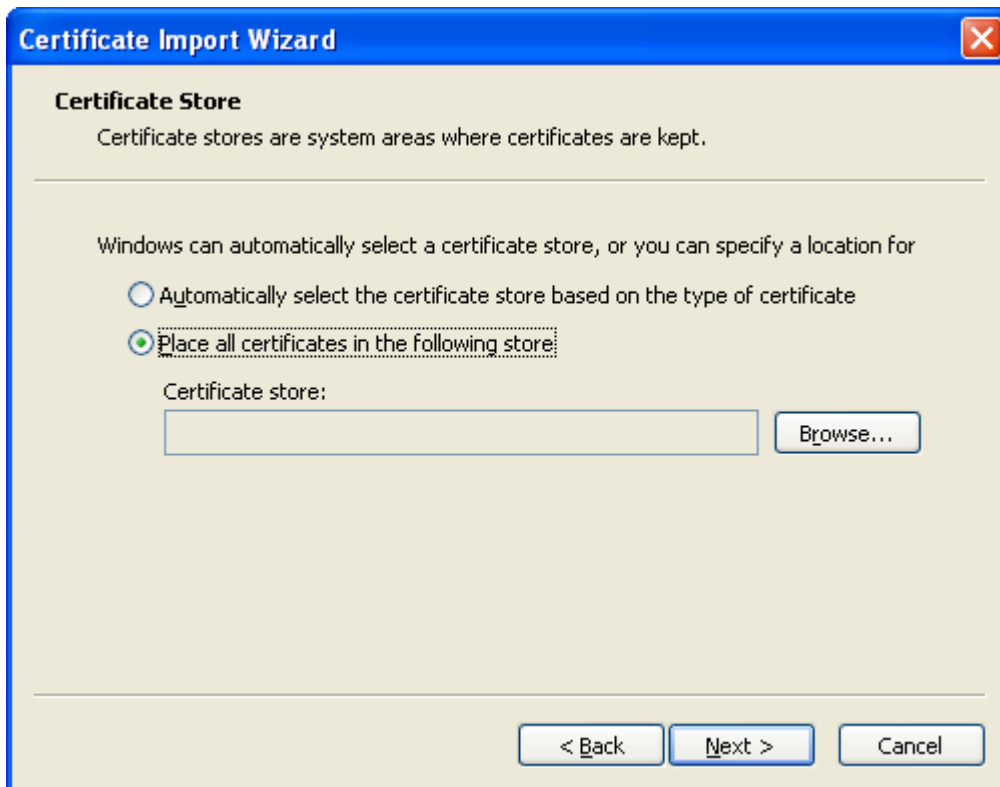 Certificate Import Wizard
Certificate Store
Certificate stores are system areas where certificates are kept.
Windows can automatically select a certificate store, or you can specify a location for
Automatically select the certificate store based on the type of certificate
Place all certificates in the following store
Certificate store:
Browse...
< Back Next > Cancel